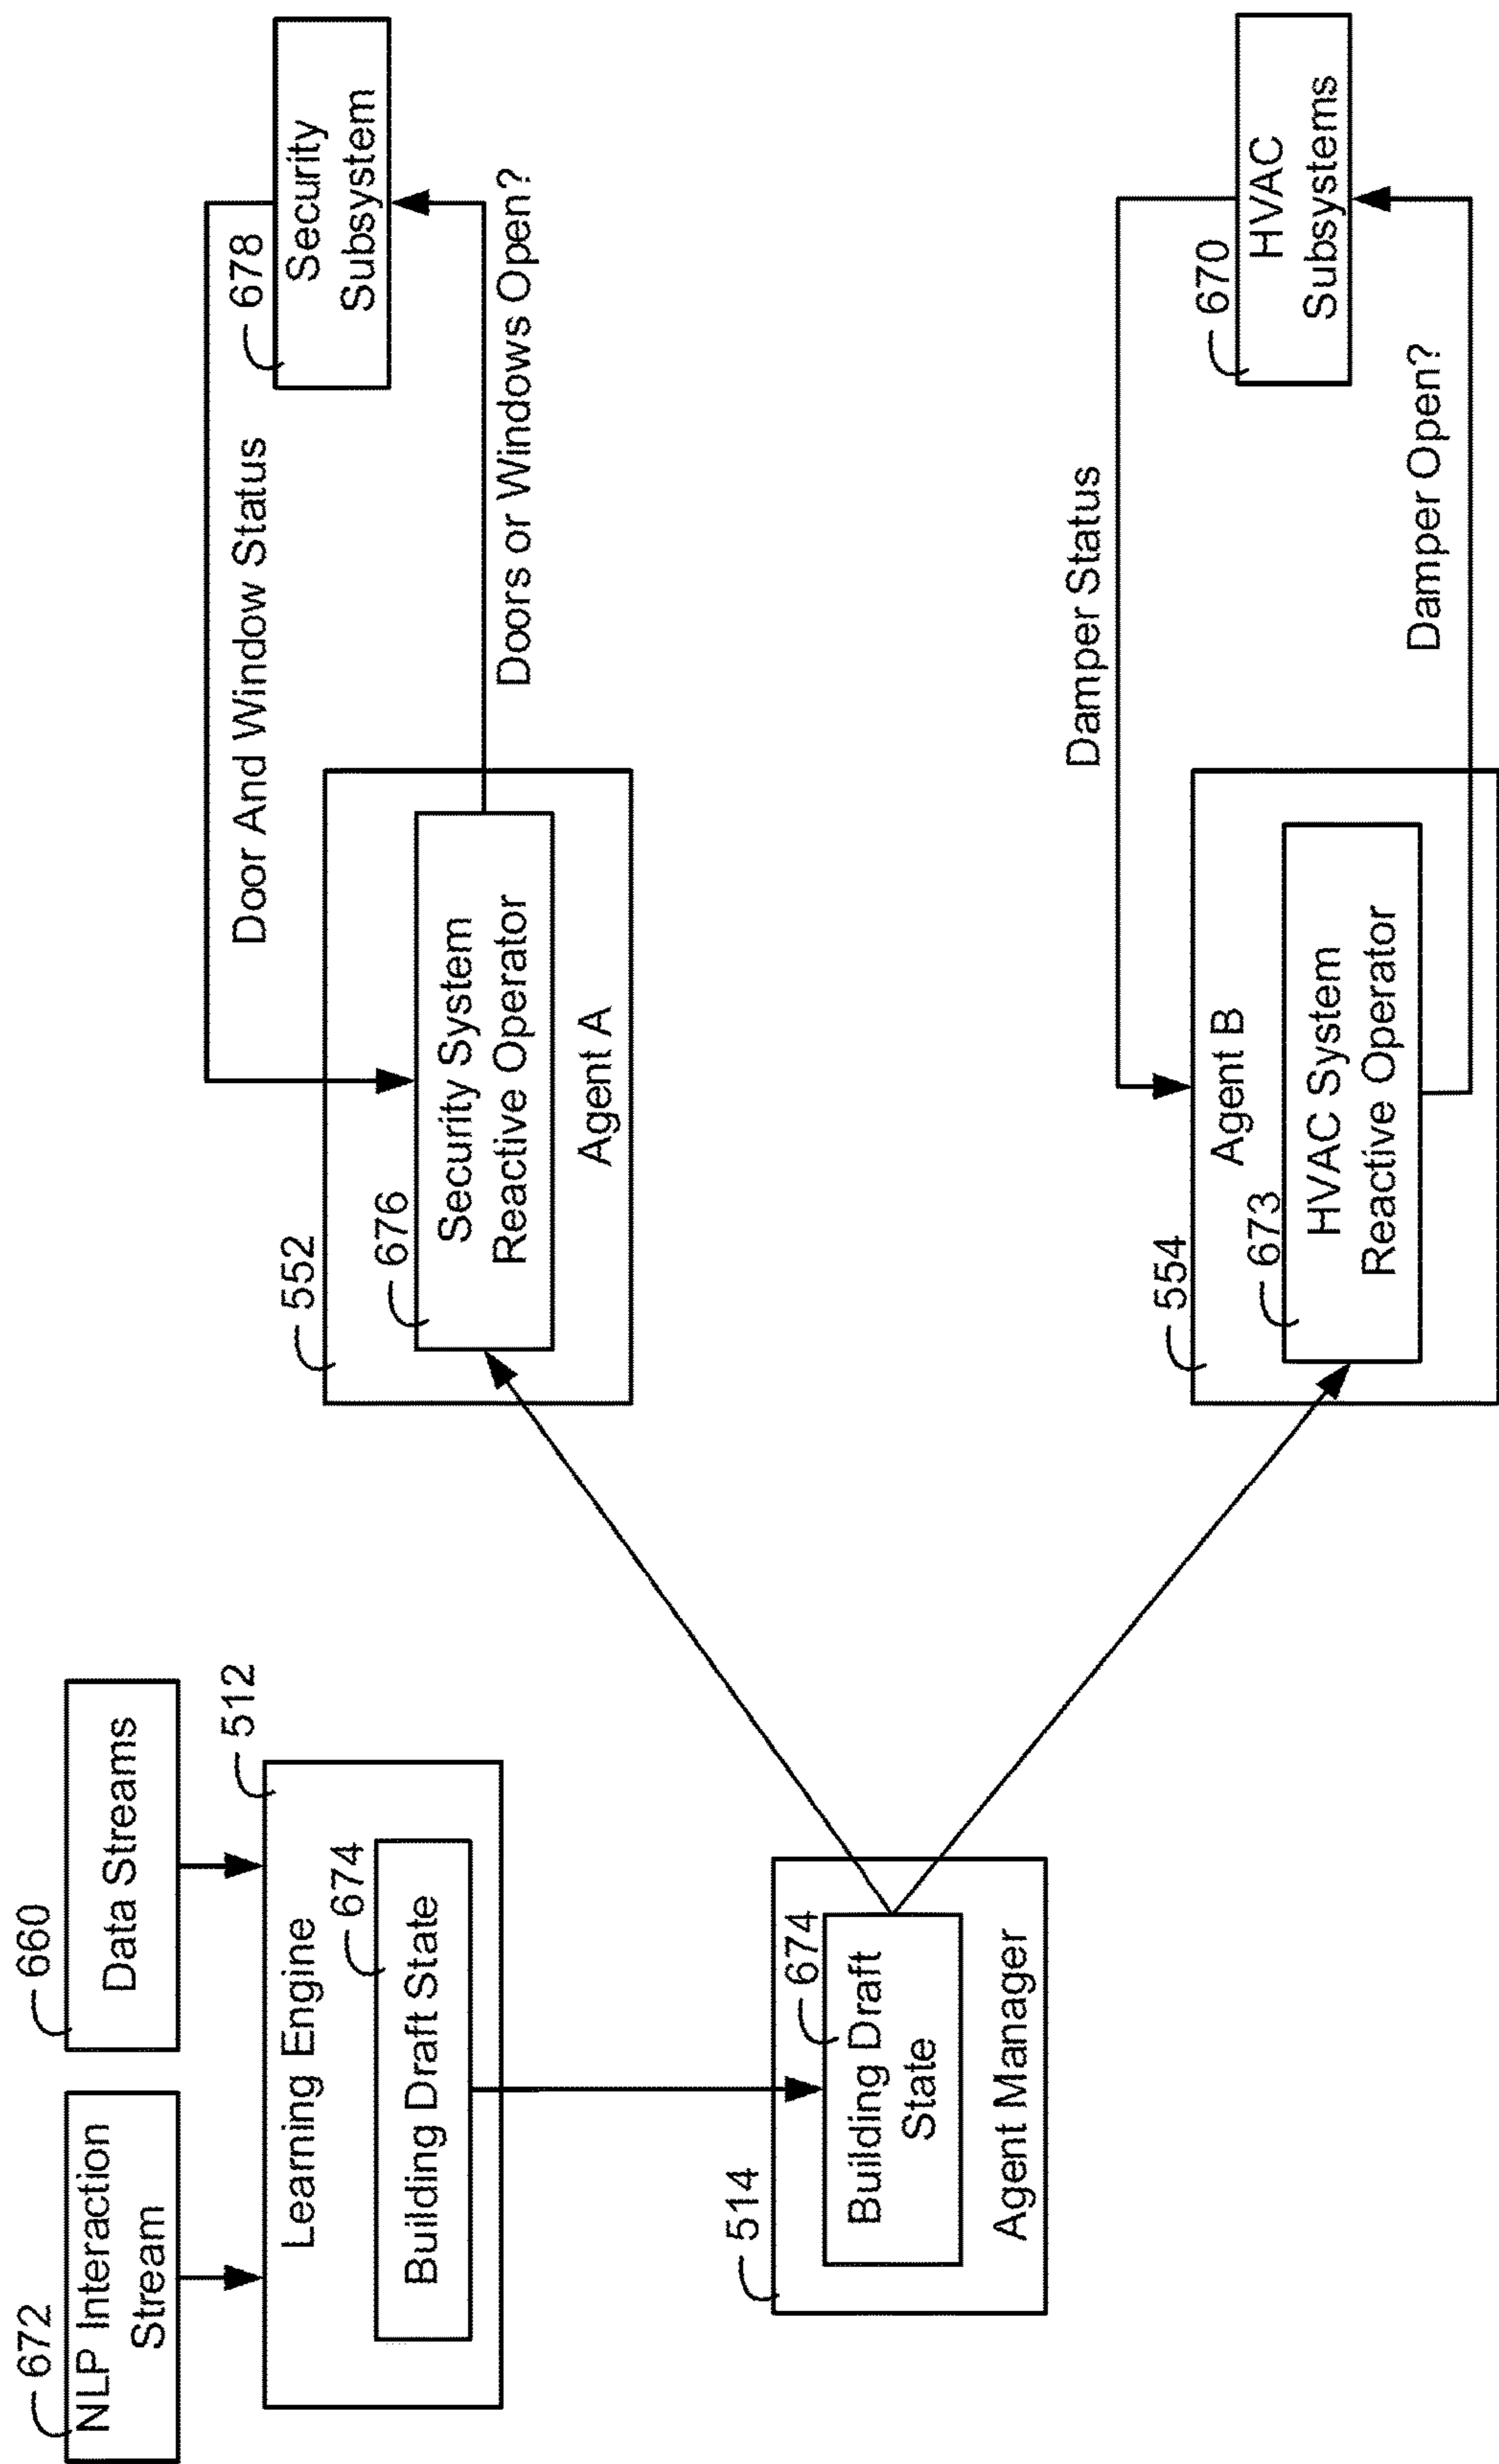 672
NLP Interaction
Stream
660
Data Streams
512
Learning Engine
674
Building Draft State
514
674
Building Draft
State
Agent Manager
552
676
Security System
Reactive Operator
Agent A
Door And Window Status
678
Security
Subsystem
Doors or Windows Open?
554
Agent B
673
HVAC System
Reactive Operator
Damper Status
670
HVAC
Subsystems
Damper Open?